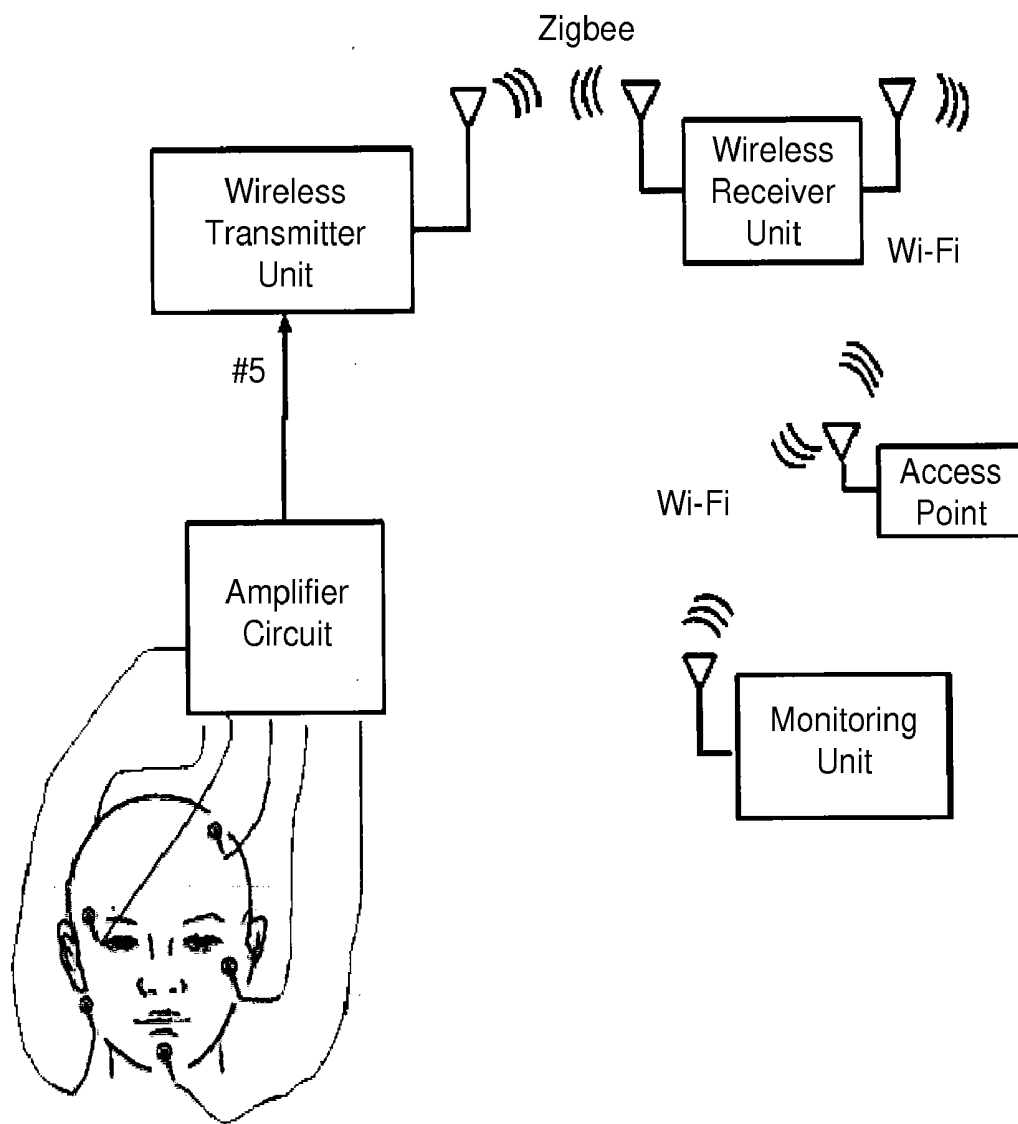 Zigbee
Wireless
Transmitter
Unit
Wireless
Receiver
Unit
Wi-Fi
#5
Access
Point
Wi-Fi
Amplifier
Circuit
Monitoring
Unit